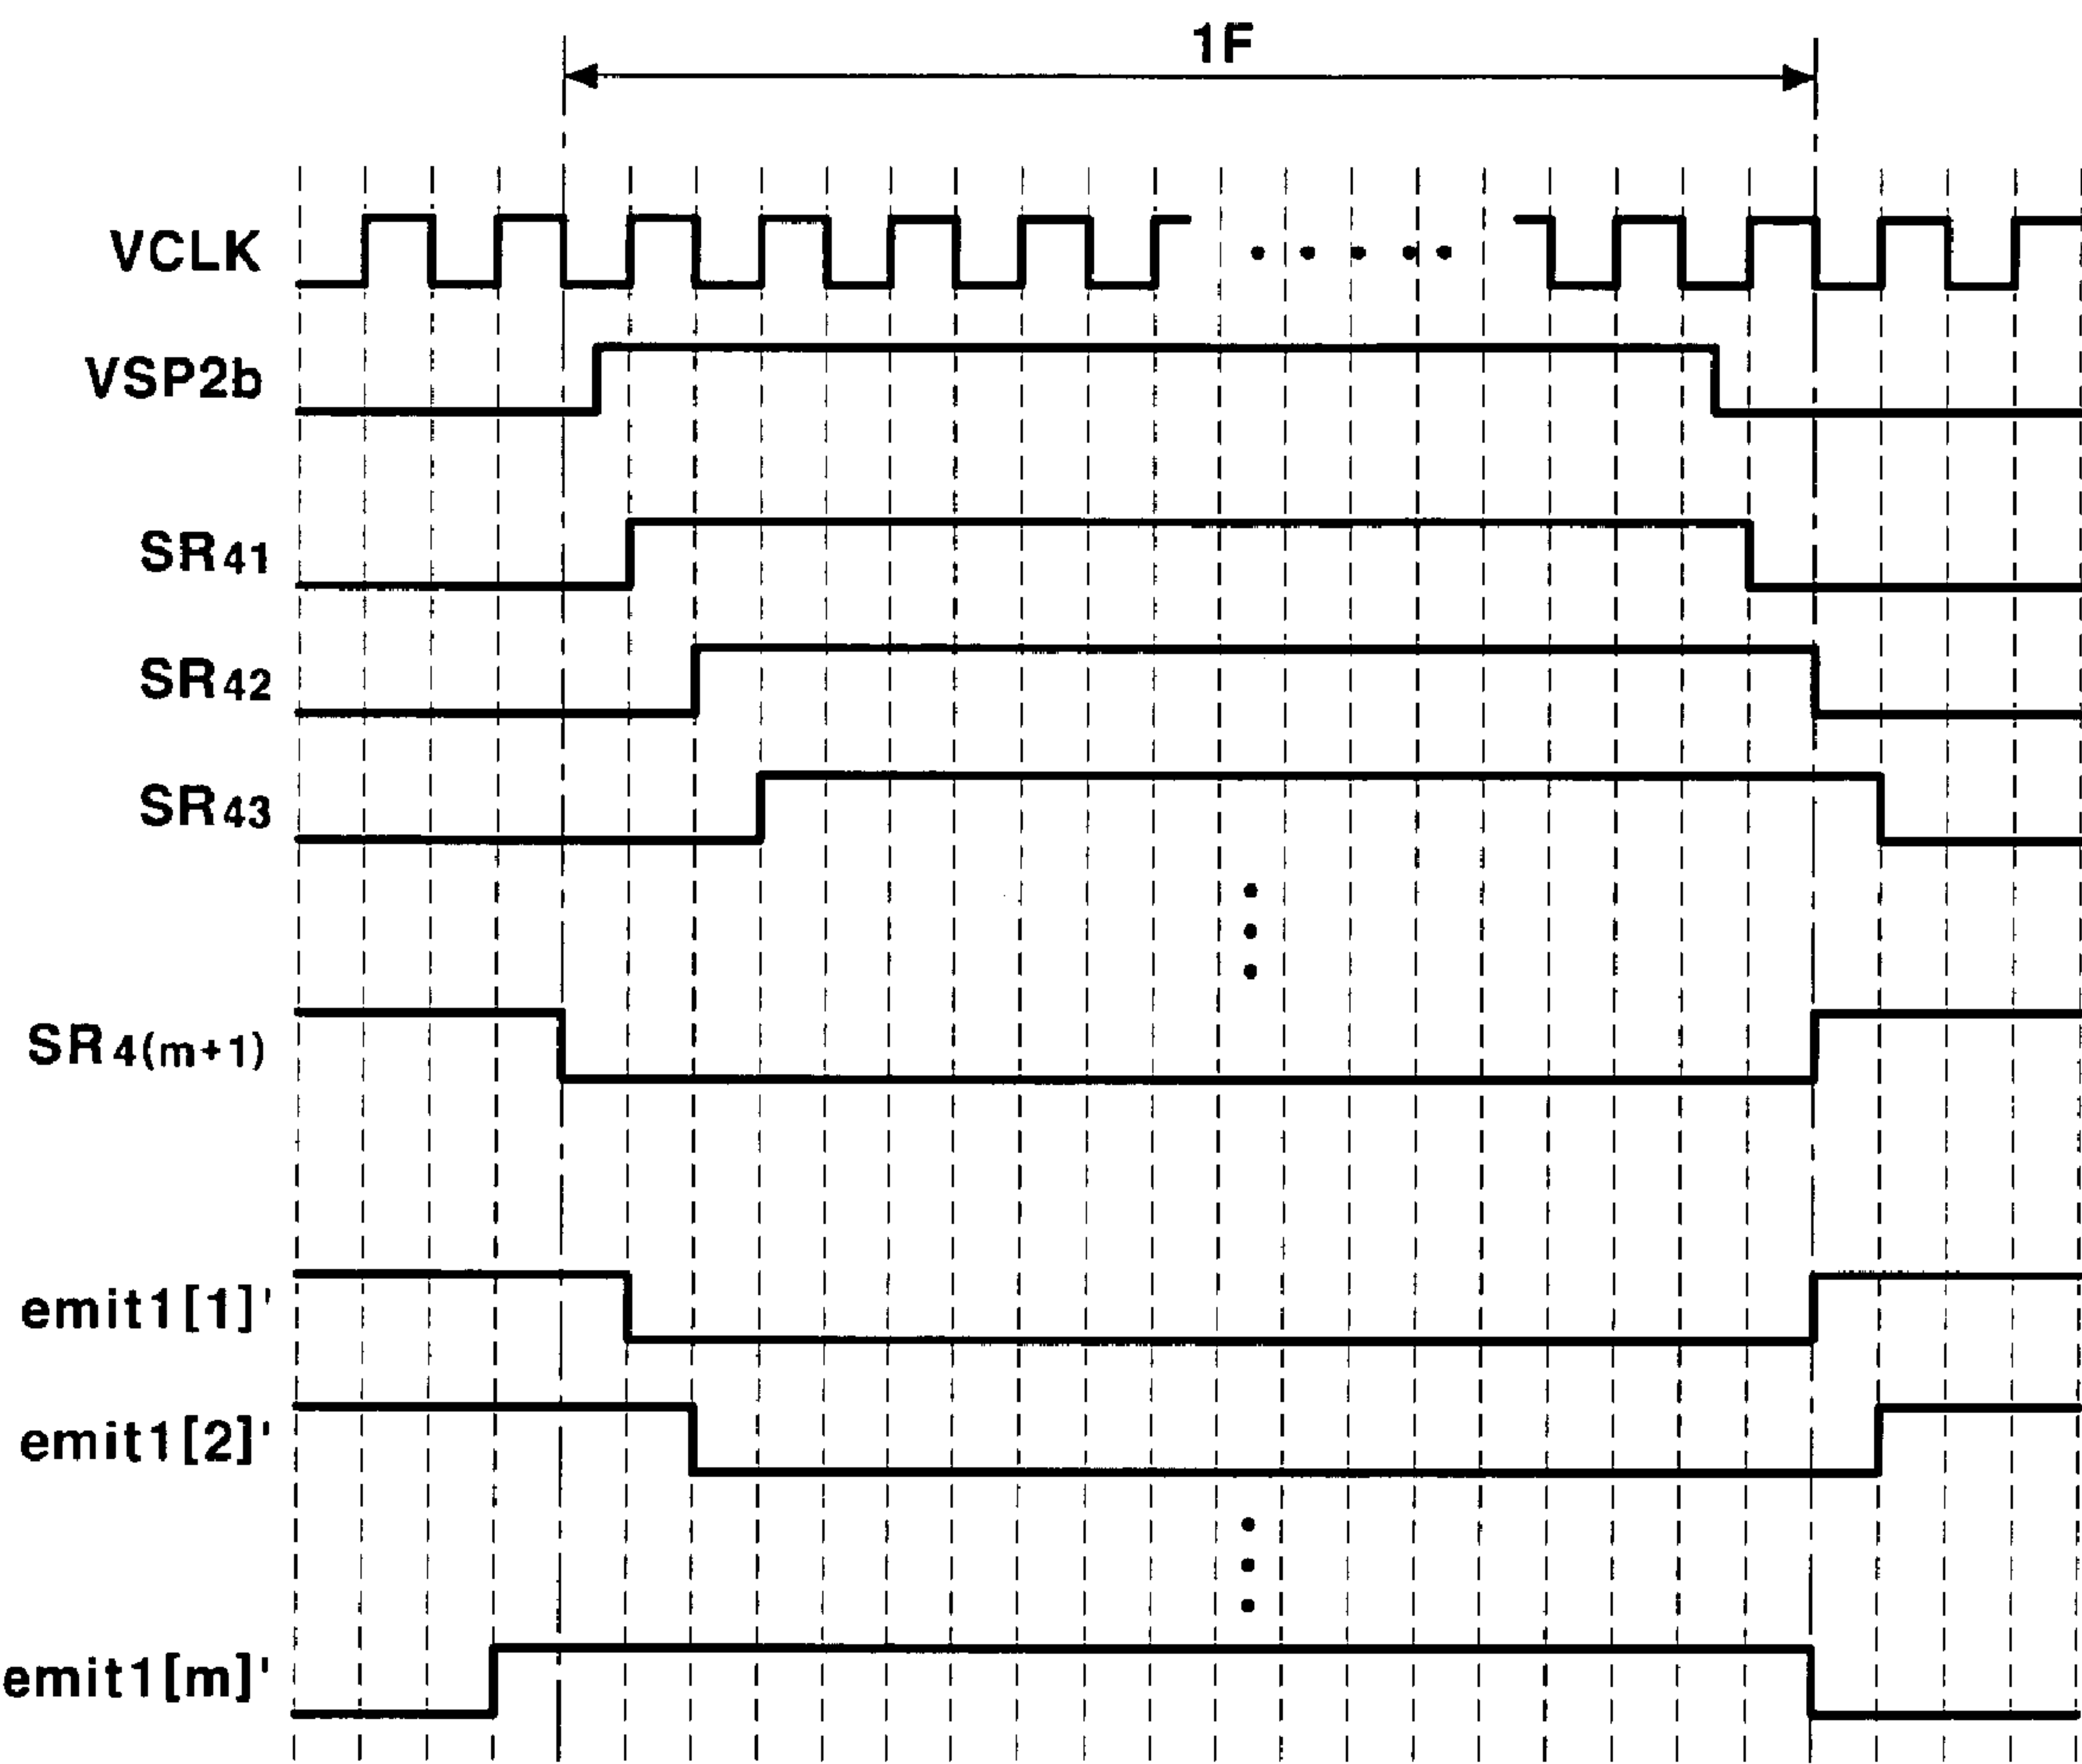 1F
VCLK
VSP2b
SR41
SR42
SR43
SR4(m+1)
emit1[1]'
emit1[2]'
emit1[m]'